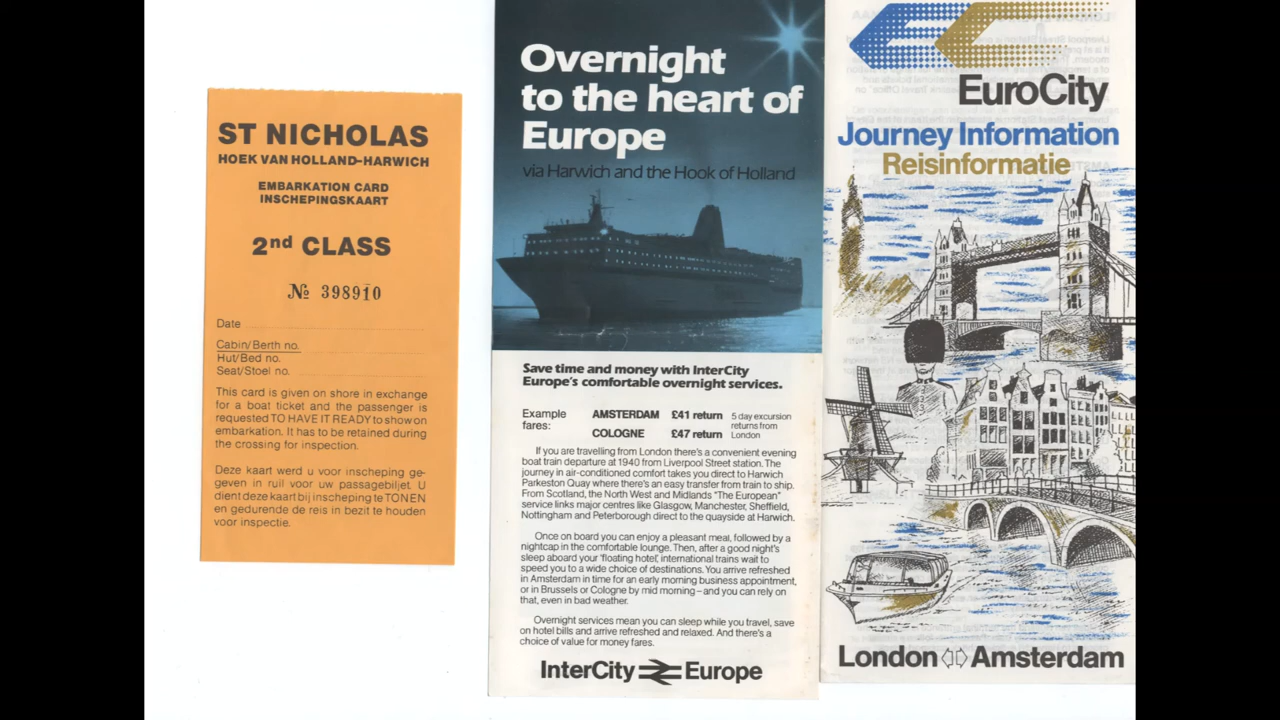 ST NICHOLAS
HOEK VAN HOLLAND-HARWICH
EMBARKATION CARD
INSCHEPINGSKAART
2nd CLASS
№ 398910
Date
Cabin/Berth no.
Hut/Bed no.
Seat/Stoel no.
This card is given on shore in exchange
for a boat ticket and the passenger is
requested TO HAVE IT READY to show on
embarkation. It has to be retained during
the crossing for inspection.
Deze kaart werd u voor inscheping ge-
geven in ruil voor uw passagebiljet. U
dient deze kaart bij inscheping te TONEN
en gedurende de reis in bezit te houden
voor inspectie.
Overnight
to the heart of
Europe
via Harwich and the Hook of Holland
Save time and money with InterCity
Europe's comfortable overnight services.
Example fares:
AMSTERDAM £41 return
COLOGNE £47 return
5 day excursion
returns from
London
If you are travelling from London there's a convenient evening
boat train departure at 1940 from Liverpool Street station. The
journey in air-conditioned comfort takes you direct to Harwich
Parkeston Quay where there's an easy transfer from train to ship.
From Scotland, the North West and Midlands "The European"
service links major centres like Glasgow, Manchester, Sheffield,
Nottingham and Peterborough direct to the quayside at Harwich.
Once on board you can enjoy a pleasant meal, followed by a
nightcap in the comfortable lounge. Then, after a good night's
sleep aboard your 'floating hotel', international trains wait to
speed you to a wide choice of destinations. You arrive refreshed
in Amsterdam in time for an early morning business appointment,
or in Brussels or Cologne by mid morning – and you can rely on
that, even in bad weather.
Overnight services mean you can sleep while you travel, save
on hotel bills and arrive refreshed and relaxed. And there's a
choice of value for money fares.
InterCity Europe
EuroCity
Journey Information
Reisinformatie
London Amsterdam